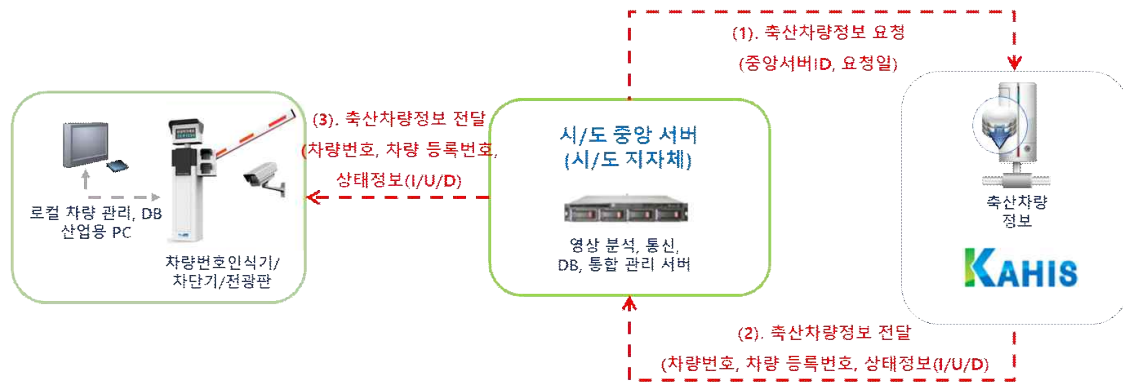 (1). 축산차량정보 요청
(중앙서버ID, 요청일)
(3). 축산차량정보 전달
(차량번호, 차량 등록번호,
상태정보(I/U/D)
시/도 중앙 서버
(시/도 지자체)
로컬 차량 관리, DB
산업용 PC
차량번호인식기/
차단기/전광판
영상 분석, 통신,
DB, 통합 관리 서버
축산차량
정보
KAHIS
(2). 축산차량정보 전달
(차량번호, 차량 등록번호, 상태정보(I/U/D)